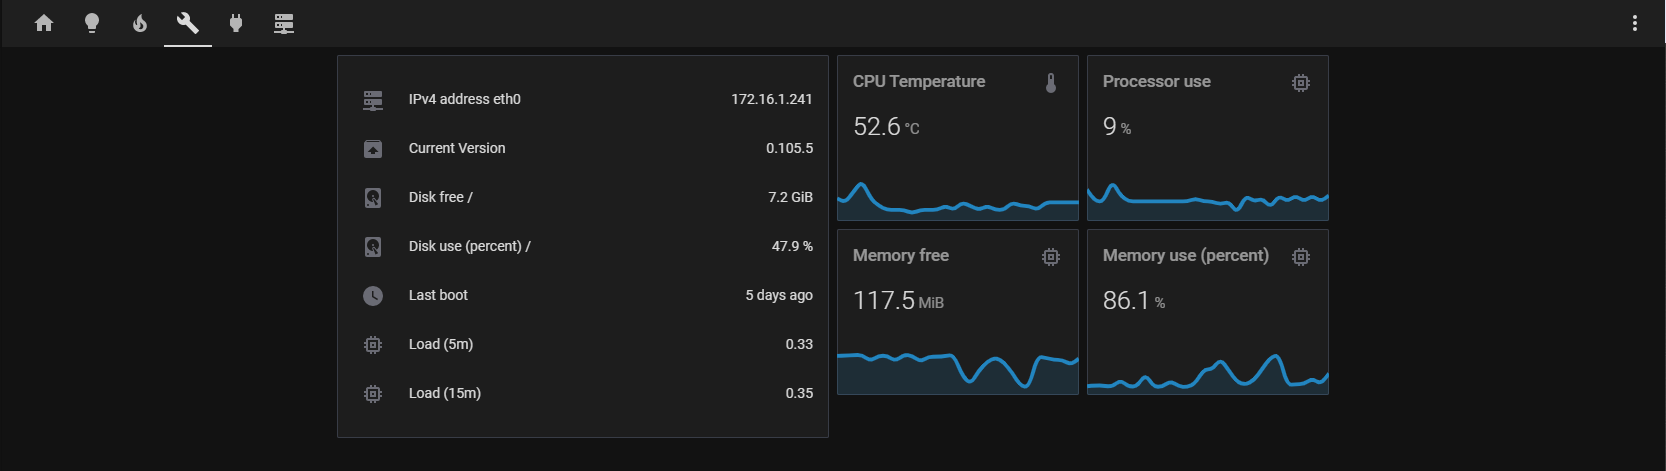 IPv4 address eth0 172.16.1.241
Current Version 0.105.5
Disk free / 7.2 GiB
Disk use (percent) / 47.9 %
Last boot 5 days ago
Load (5m) 0.33
Load (15m) 0.35
CPU Temperature
52.6 °C
Processor use
9 %
Memory free
117.5 MiB
Memory use (percent)
86.1 %